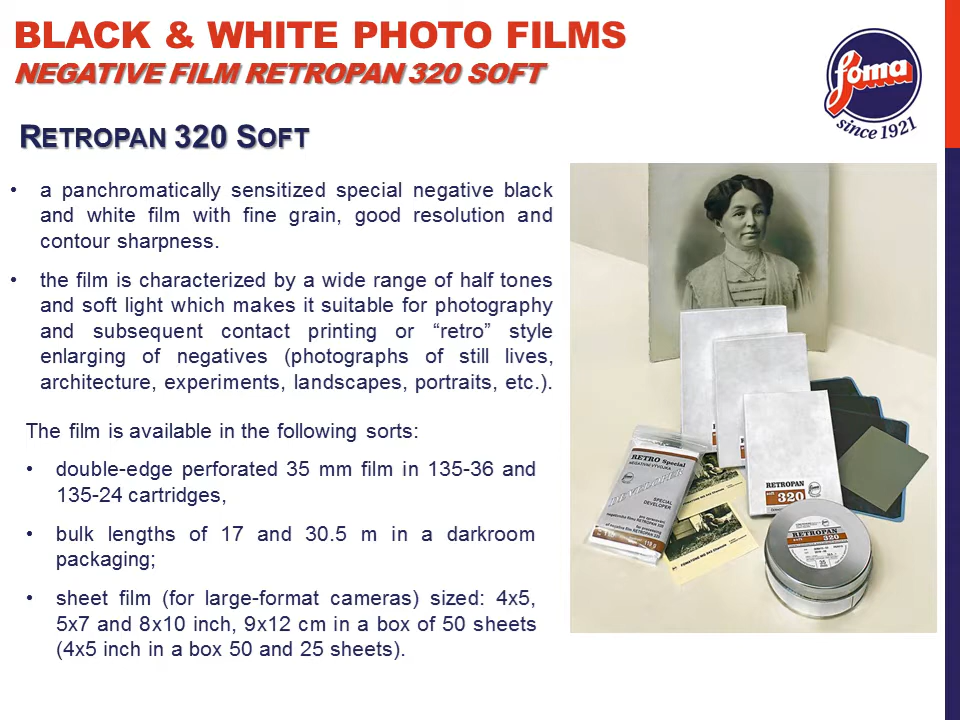 BLACK & WHITE PHOTO FILMS
NEGATIVE FILM RETROPAN 320 SOFT
foma
since 1921
RETROPAN 320 SOFT
• a panchromatically sensitized special negative black
and white film with fine grain, good resolution and
contour sharpness.
• the film is characterized by a wide range of half tones
and soft light which makes it suitable for photography
and subsequent contact printing or “retro” style
enlarging of negatives (photographs of still lives,
architecture, experiments, landscapes, portraits, etc.).
The film is available in the following sorts:
• double-edge perforated 35 mm film in 135-36 and
135-24 cartridges,
• bulk lengths of 17 and 30.5 m in a darkroom
packaging;
• sheet film (for large-format cameras) sized: 4x5,
5x7 and 8x10 inch, 9x12 cm in a box of 50 sheets
(4x5 inch in a box 50 and 25 sheets).
RETRO Special
NEGATIVNÍ VÝVOJKA
DEVELOPER
SPECIAL
DEVELOPER
RETROPAN
320
RETROPAN
320